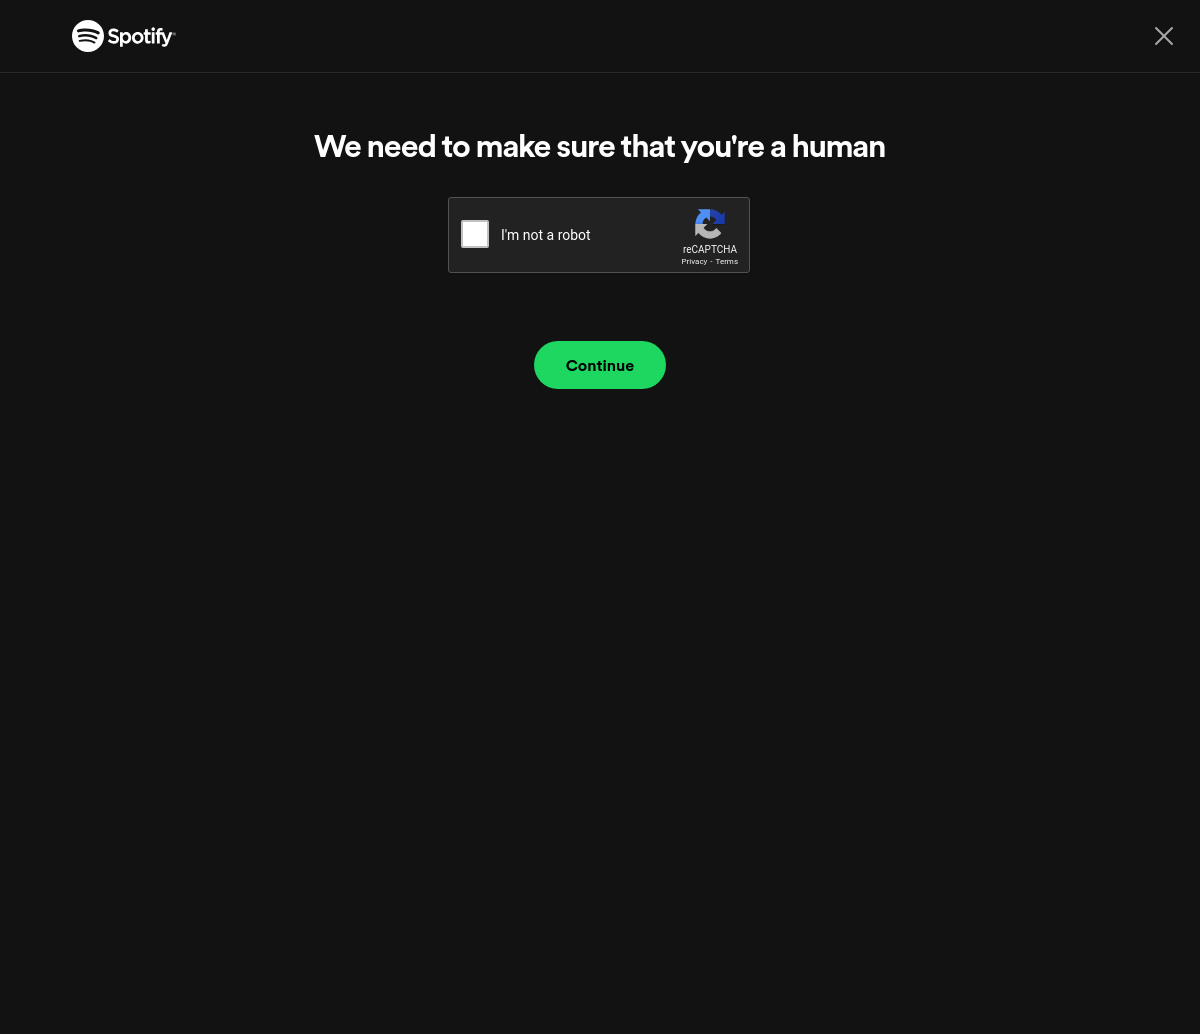 Spotify
We need to make sure that you're a human
I'm not a robot
reCAPTCHA
Privacy - Terms
Continue